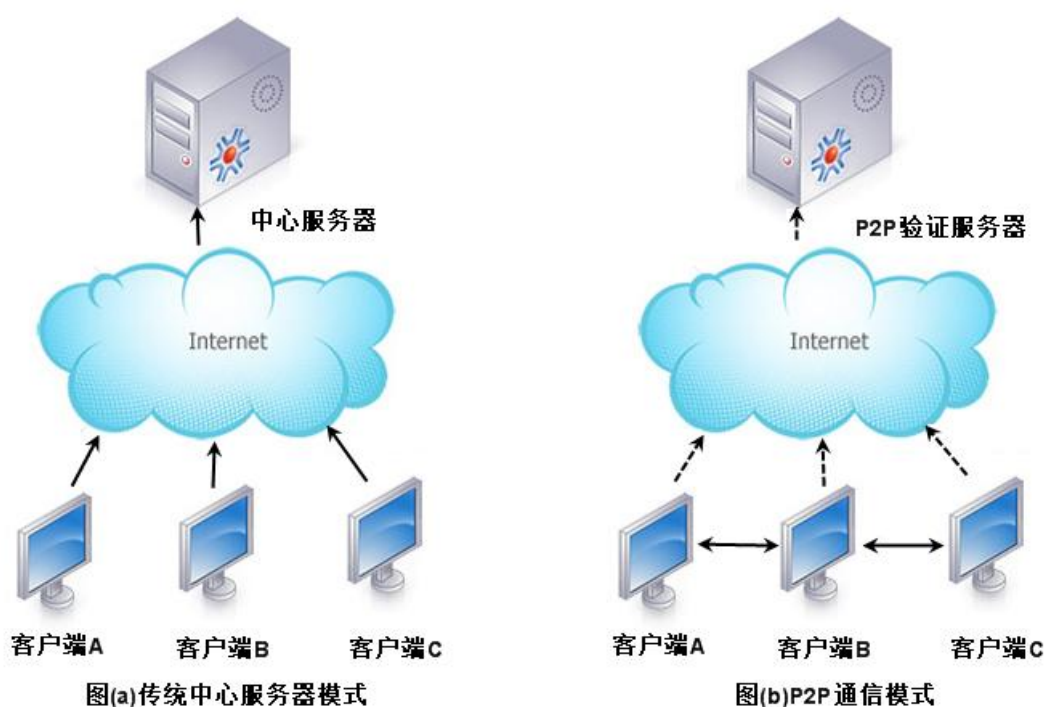 中心服务器
P2P验证服务器
Internet
Internet
客户端A
客户端B
客户端C
客户端A
客户端B
客户端C
图(a)传统中心服务器模式
图(b)P2P通信模式